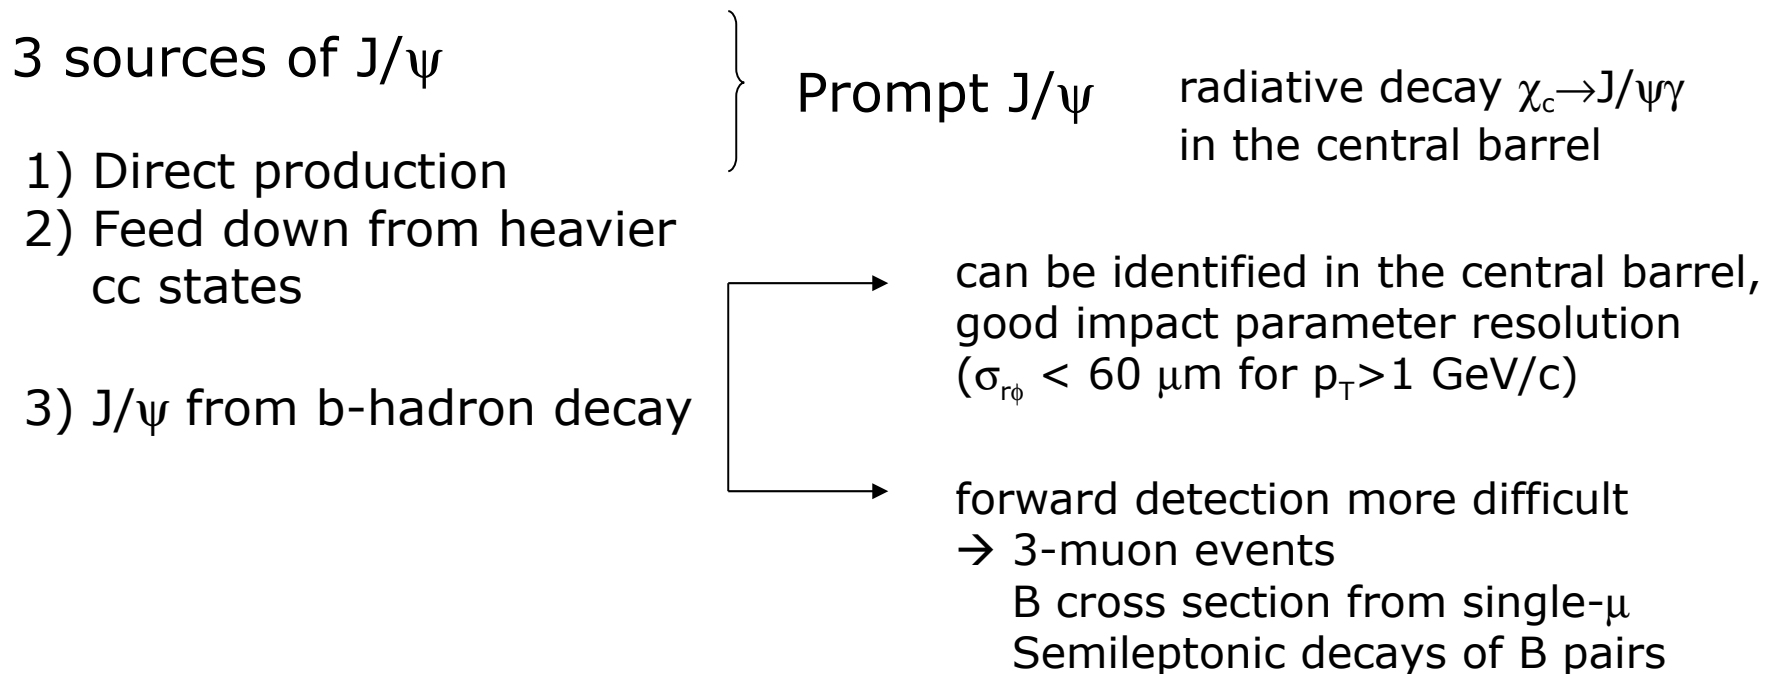 3 sources of J/ψ
1) Direct production
2) Feed down from heavier
cc states
3) J/ψ from b-hadron decay
Prompt J/ψ
radiative decay χc→J/ψγ
in the central barrel
can be identified in the central barrel,
good impact parameter resolution
(σrϕ < 60 μm for pT>1 GeV/c)
forward detection more difficult
→ 3-muon events
B cross section from single-μ
Semileptonic decays of B pairs